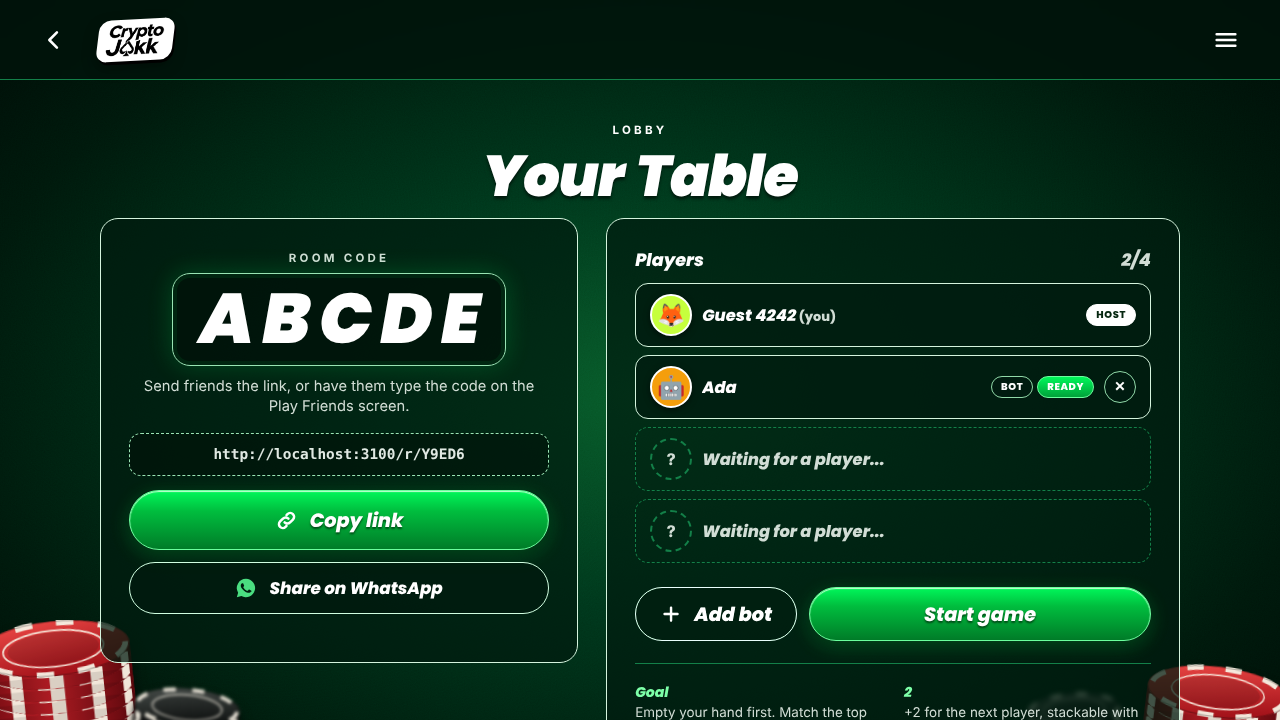 Crypto
Jakk
LOBBY
Your Table
ROOM CODE
ABCDE
Send friends the link, or have them type the code on the
Play Friends screen.
http://localhost:3100/r/Y9ED6
Copy link
Share on WhatsApp
Players
2/4
Guest 4242 (you)
HOST
Ada
BOT
READY
?
Waiting for a player...
?
Waiting for a player...
Add bot
Start game
Goal
Empty your hand first. Match the top
2
+2 for the next player, stackable with